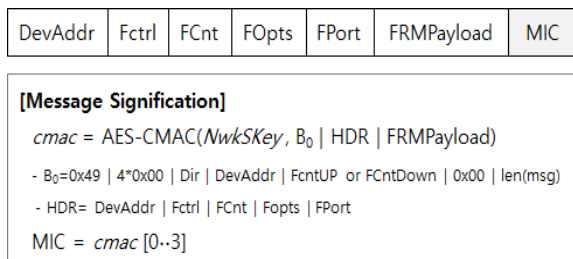 DevAddr Fctrl FCnt FOpts FPort FRMPayload MIC
[Message Signification]
cmac = AES-CMAC(NwkSKey, B₀ | HDR | FRMPayload)
- B₀=0x49 | 4*0x00 | Dir | DevAddr | FcntUP or FCntDown | 0x00 | len(msg)
- HDR= DevAddr | Fctrl | FCnt | Fopts | FPort
MIC = cmac [0··3]